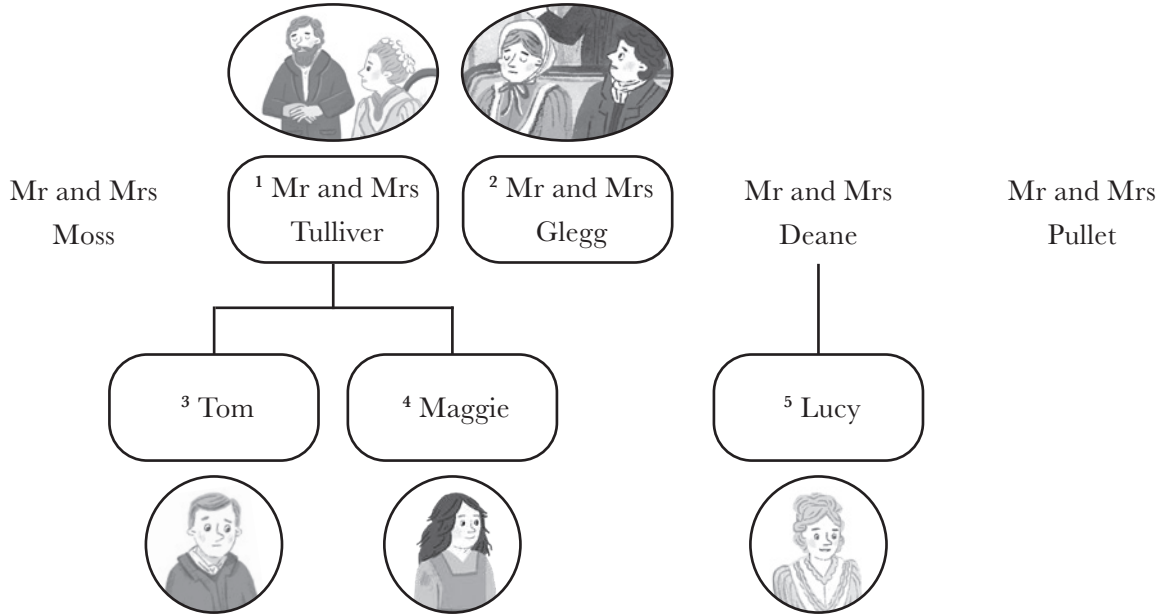 Mr and Mrs
Moss
1 Mr and Mrs
Tulliver
2 Mr and Mrs
Glegg
Mr and Mrs
Deane
Mr and Mrs
Pullet
3 Tom
4 Maggie
5 Lucy